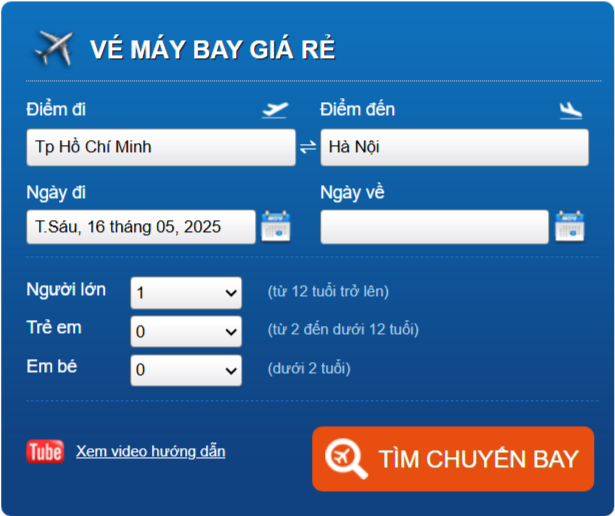 VÉ MÁY BAY GIÁ RẺ
Điểm đi
Điểm đến
Tp Hồ Chí Minh
⇌
Hà Nội
Ngày đi
Ngày về
T.Sáu, 16 tháng 05, 2025
NOV
NOV
Người lớn
1
(từ 12 tuổi trở lên)
Trẻ em
0
(từ 2 đến dưới 12 tuổi)
Em bé
0
(dưới 2 tuổi)
Tube
Xem video hướng dẫn
TÌM CHUYẾN BAY